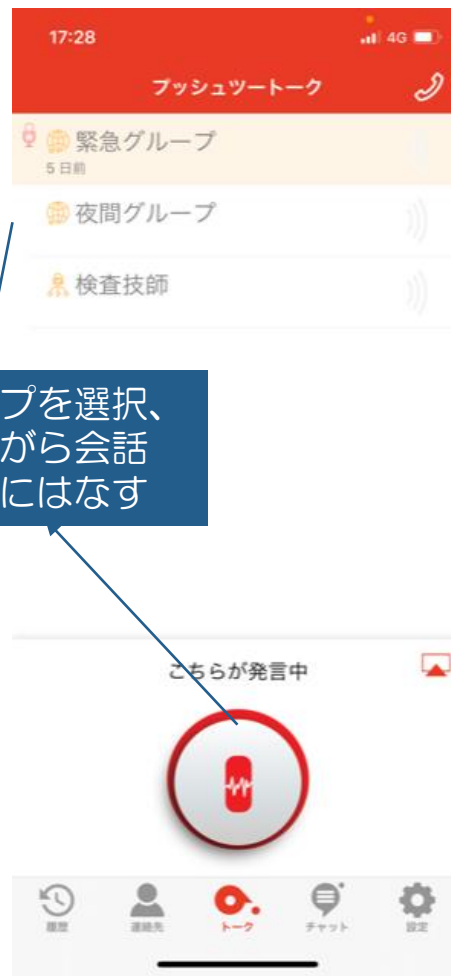 17:28
4G
プッシュツートーク
緊急グループ
5 日前
夜間グループ
検査技師
プを選択、
がら会話
にはなす
こちらが発言中
履歴
連絡先
トーク
チャット
設定